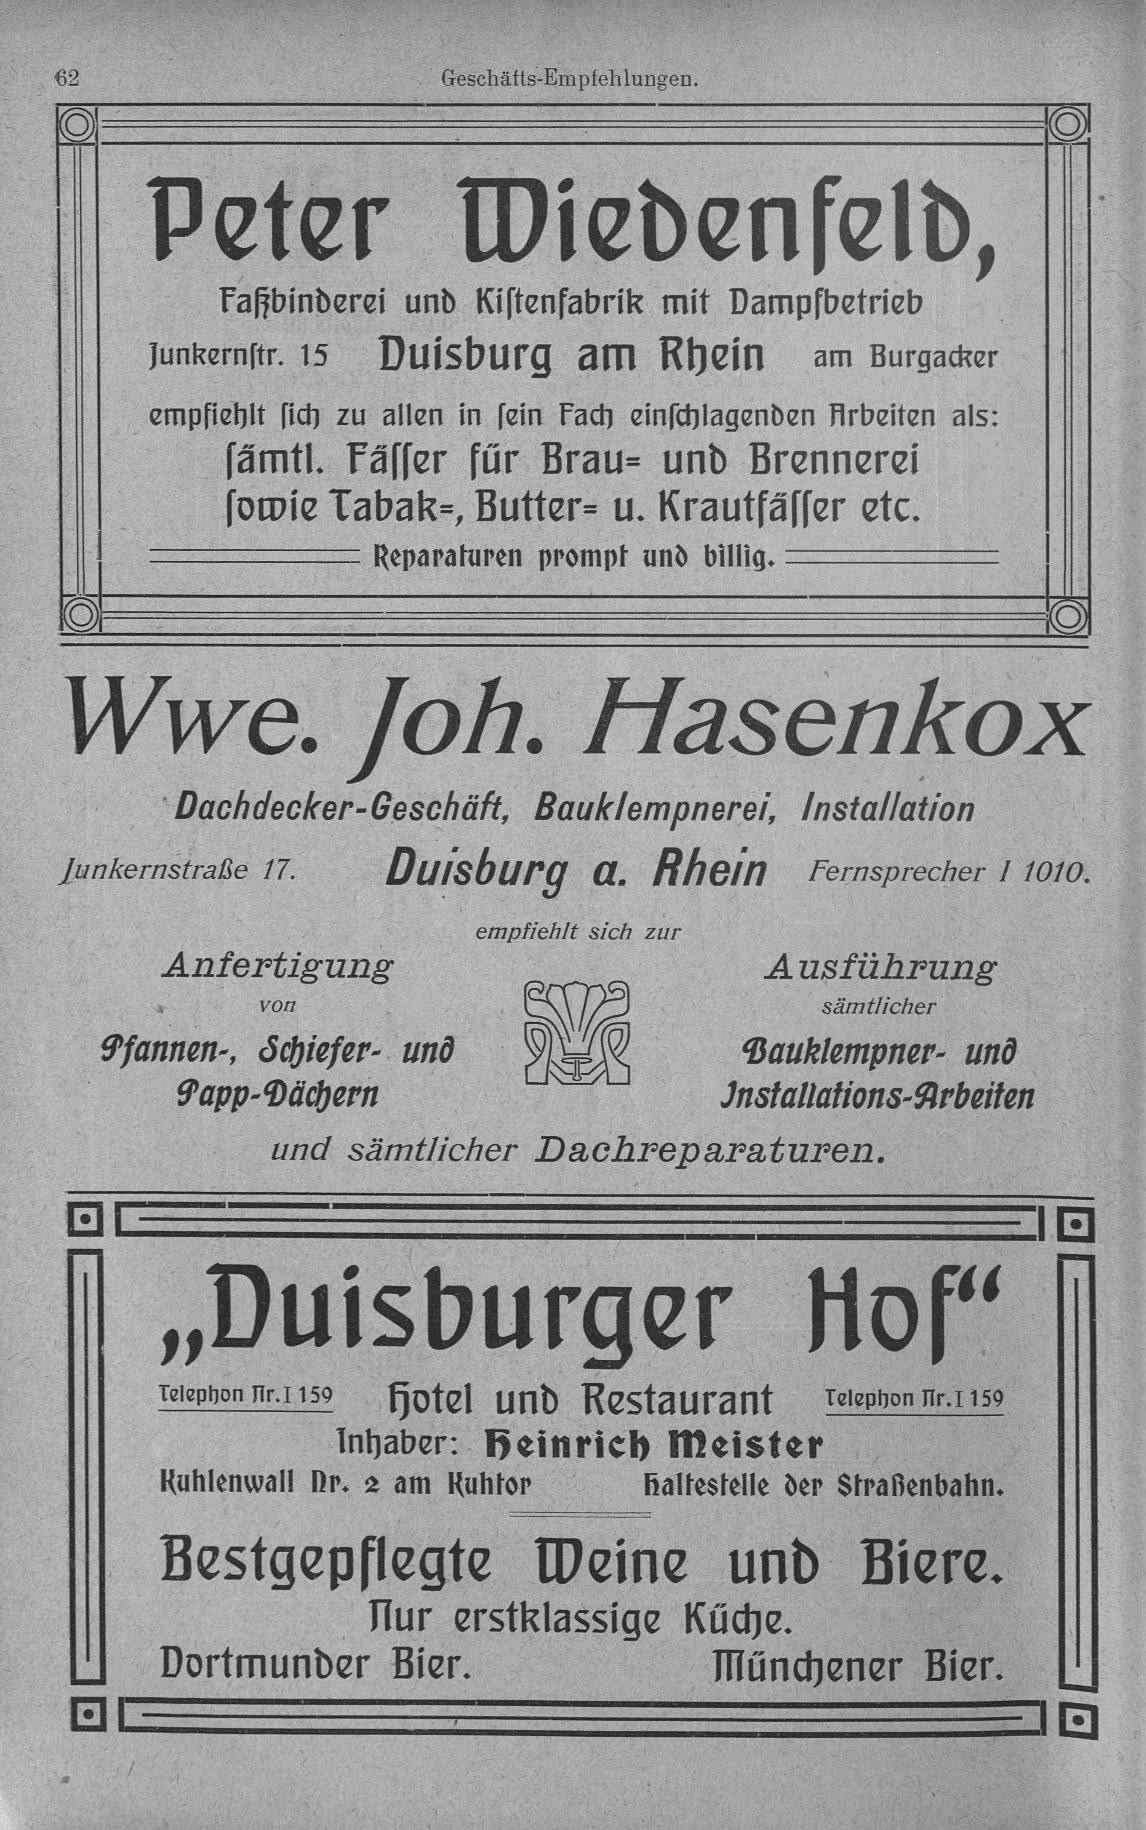 62
Geschäfts-Empfehlungen.
Peter Wiedenfeld,
Faßbinderei und Kiſtenfabrik mit Dampfbetrieb
Junkernſtr. 15 Duisburg am Rhein am Burgacker
empfiehlt ſich zu allen in ſein Fach einſchlagenden Arbeiten als:
ſämtl. Fäſſer für Brau= und Brennerei
ſowie Tabak=, Butter= u. Krautfäſſer etc.
Reparaturen prompt und billig.
Wwe. Joh. Hasenkox
Dachdecker-Geschäft, Bauklempnerei, Installation
Junkernstraße 17. Duisburg a. Rhein Fernsprecher I 1010.
empfiehlt sich zur
Anfertigung
von
Pfannen-, Schiefer- und
Papp-Dächern
Ausführung
sämtlicher
Bauklempner- und
Installations-Arbeiten
und sämtlicher Dachreparaturen.
„Duisburger Hof“
Telephon Nr. I 159 Hotel und Restaurant Telephon Nr. I 159
Inhaber: Heinrich Meister
Kuhlenwall Nr. 2 am Kuhtor Haltestelle der Straßenbahn.
Bestgepflegte Weine und Biere.
Nur erstklassige Küche.
Dortmunder Bier. Münchener Bier.